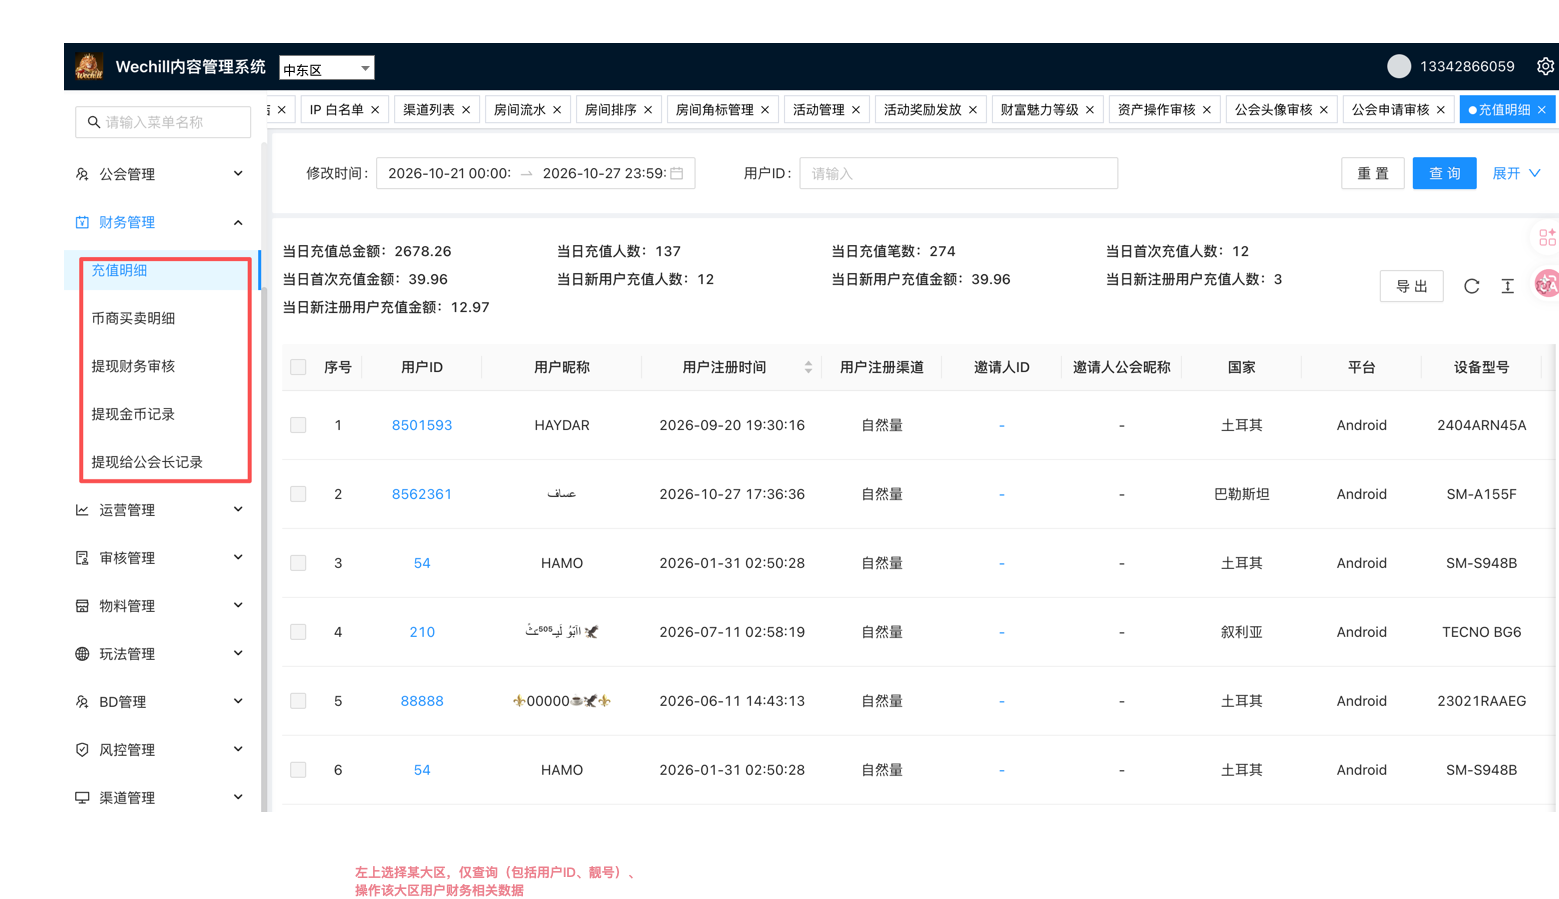 Wechill内容管理系统 中东区 13342866059
请输入菜单名称
IP 白名单 渠道列表 房间流水 房间排序 房间角标管理 活动管理 活动奖励发放 财富魅力等级 资产操作审核 公会头像审核 公会申请审核 充值明细
公会管理
财务管理
充值明细
币商买卖明细
提现财务审核
提现金币记录
提现给公会长记录
运营管理
审核管理
物料管理
玩法管理
BD管理
风控管理
渠道管理
修改时间: 2026-10-21 00:00: → 2026-10-27 23:59: 用户ID: 请输入 重 置 查 询 展开
当日充值总金额：2678.26 当日充值人数：137 当日充值笔数：274 当日首次充值人数：12
当日首次充值金额：39.96 当日新用户充值人数：12 当日新用户充值金额：39.96 当日新注册用户充值人数：3
当日新注册用户充值金额：12.97
导 出
序号 用户ID 用户昵称 用户注册时间 用户注册渠道 邀请人ID 邀请人公会昵称 国家 平台 设备型号
1 8501593 HAYDAR 2026-09-20 19:30:16 自然量 - - 土耳其 Android 2404ARN45A
2 8562361 عساف 2026-10-27 17:36:36 自然量 - - 巴勒斯坦 Android SM-A155F
3 54 HAMO 2026-01-31 02:50:28 自然量 - - 土耳其 Android SM-S948B
4 210 2026-07-11 02:58:19 自然量 - - 叙利亚 Android TECNO BG6
5 88888 ⚜️00000☕🦅⚜️ 2026-06-11 14:43:13 自然量 - - 土耳其 Android 23021RAAEG
6 54 HAMO 2026-01-31 02:50:28 自然量 - - 土耳其 Android SM-S948B
左上选择某大区，仅查询（包括用户ID、靓号）、
操作该大区用户财务相关数据